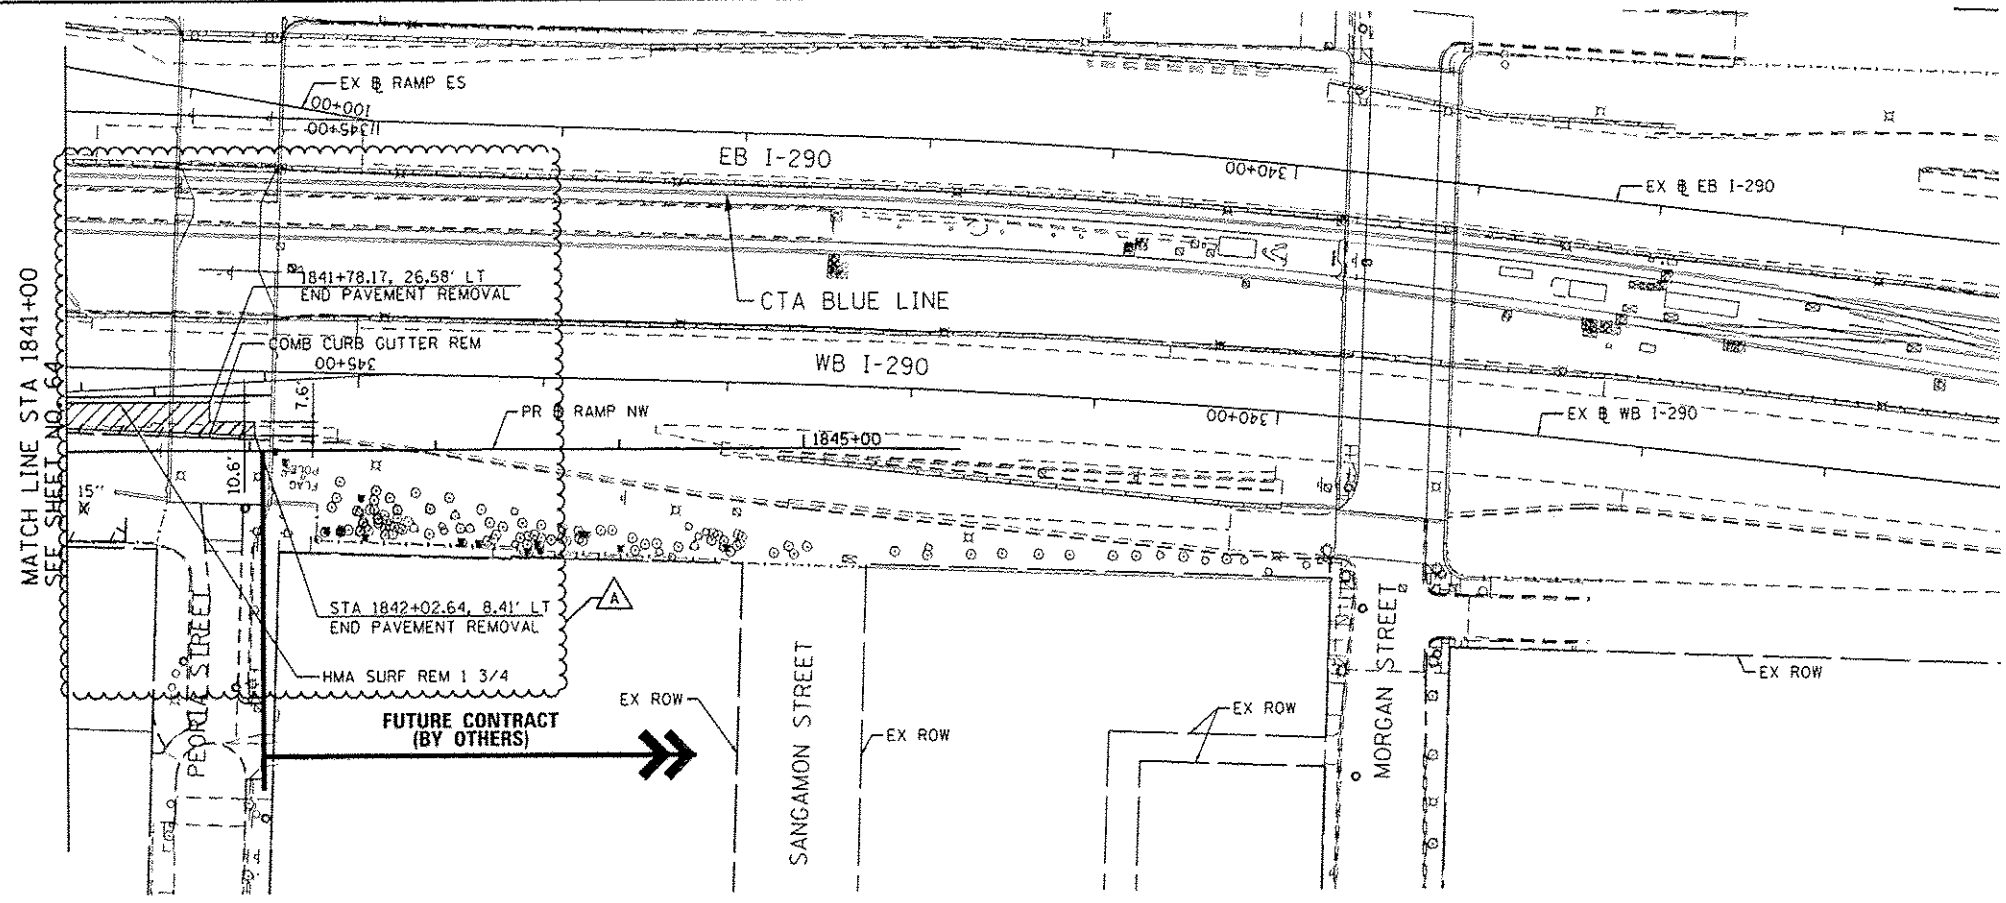 EX ⅊ RAMP ES
100+00
1345+00
EB I-290
1340+00
EX ⅊ EB I-290
1841+78.17, 26.58' LT
END PAVEMENT REMOVAL
CTA BLUE LINE
MATCH LINE STA 1841+00
SEE SHEET NO. 64
COMB CURB GUTTER REM
345+00
WB I-290
7.6'
PR ⅊ RAMP NW
340+00
EX ⅊ WB I-290
1845+00
10.6'
FLAG
POLES
15"
STA 1842+02.64, 8.41' LT
END PAVEMENT REMOVAL
A
HMA SURF REM 1 3/4
PEORIA STREET
FUTURE CONTRACT
(BY OTHERS)
EX ROW
SANGAMON STREET
EX ROW
EX ROW
MORGAN STREET
EX ROW